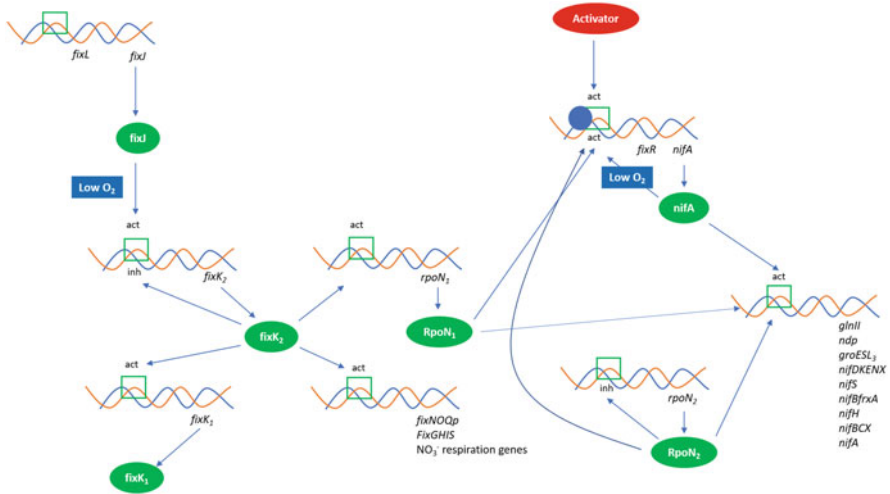 Activator
fixL fixJ
act
fixJ
act
fixR nifA
Low O₂
Low O₂
nifA
act
act
act
inh
fixK₂
rpoN₁
glnII
ndp
groESL₃
nifDKENX
nifS
nifBfrxA
nifH
nifBCX
nifA
fixK₂
RpoN₁
act
act
inh
rpoN₂
fixK₁
fixNOQp
FixGHIS
NO₃⁻ respiration genes
RpoN₂
fixK₁